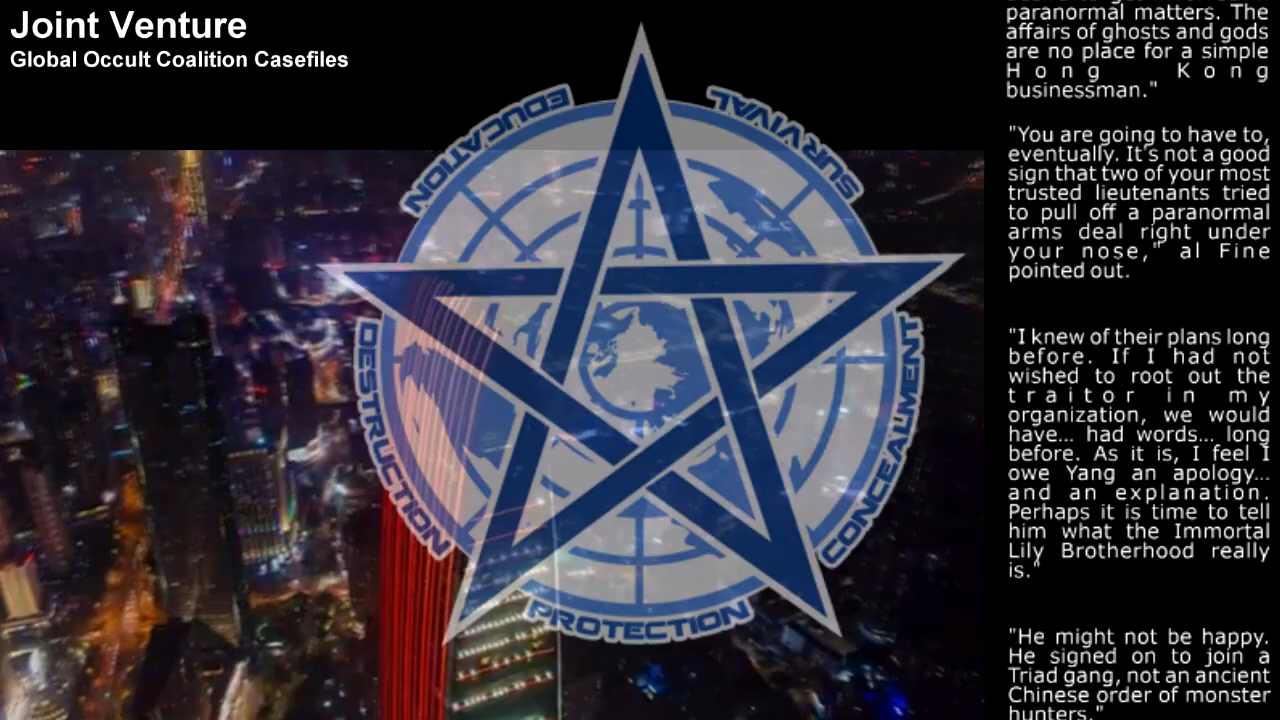 Joint Venture
Global Occult Coalition Casefiles
EDUCATION
SURVIVAL
DESTRUCTION
CONCEALMENT
PROTECTION
paranormal matters. The
affairs of ghosts and gods
are no place for a simple
Hong Kong
businessman."
"You are going to have to,
eventually. It's not a good
sign that two of your most
trusted lieutenants tried
to pull off a paranormal
arms deal right under
your nose," al Fine
pointed out.
"I knew of their plans long
before. If I had not
wished to root out the
traitor in my
organization, we would
have... had words... long
before. As it is, I feel I
owe Yang an apology...
and an explanation.
Perhaps it is time to tell
him what the Immortal
Lily Brotherhood really
is."
"He might not be happy.
He signed on to join a
Triad gang, not an ancient
Chinese order of monster
hunters."